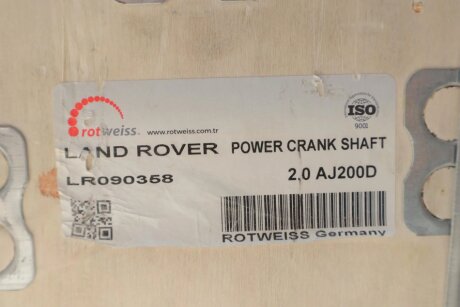 rotweiss. www.rotweiss.com.tr
ISO
9001
LAND ROVER POWER CRANK SHAFT
LR090358 2,0 AJ200D
ROTWEISS Germany